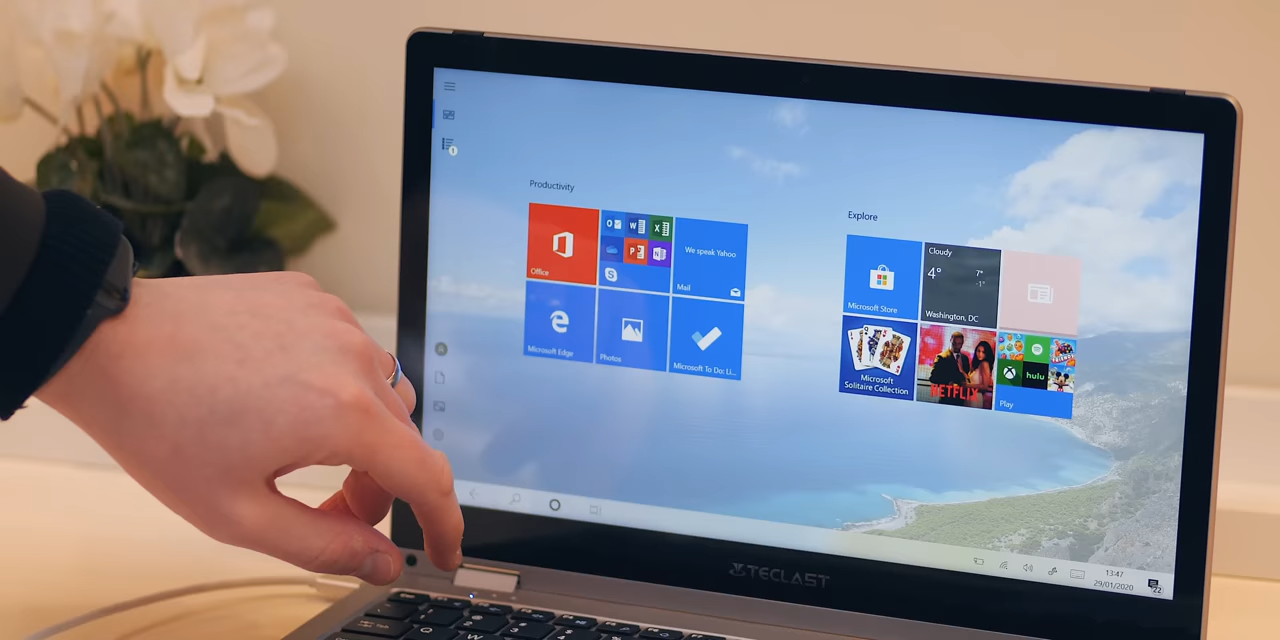 Productivity
Office
We speak Yahoo
Mail
Microsoft Edge
Photos
Microsoft To Do: Li...
Explore
Microsoft Store
Cloudy
4°
7°
-1°
Washington, DC
Microsoft
Solitaire Collection
NETFLIX
hulu
Play
13:47
29/01/2020
22
TECLAST